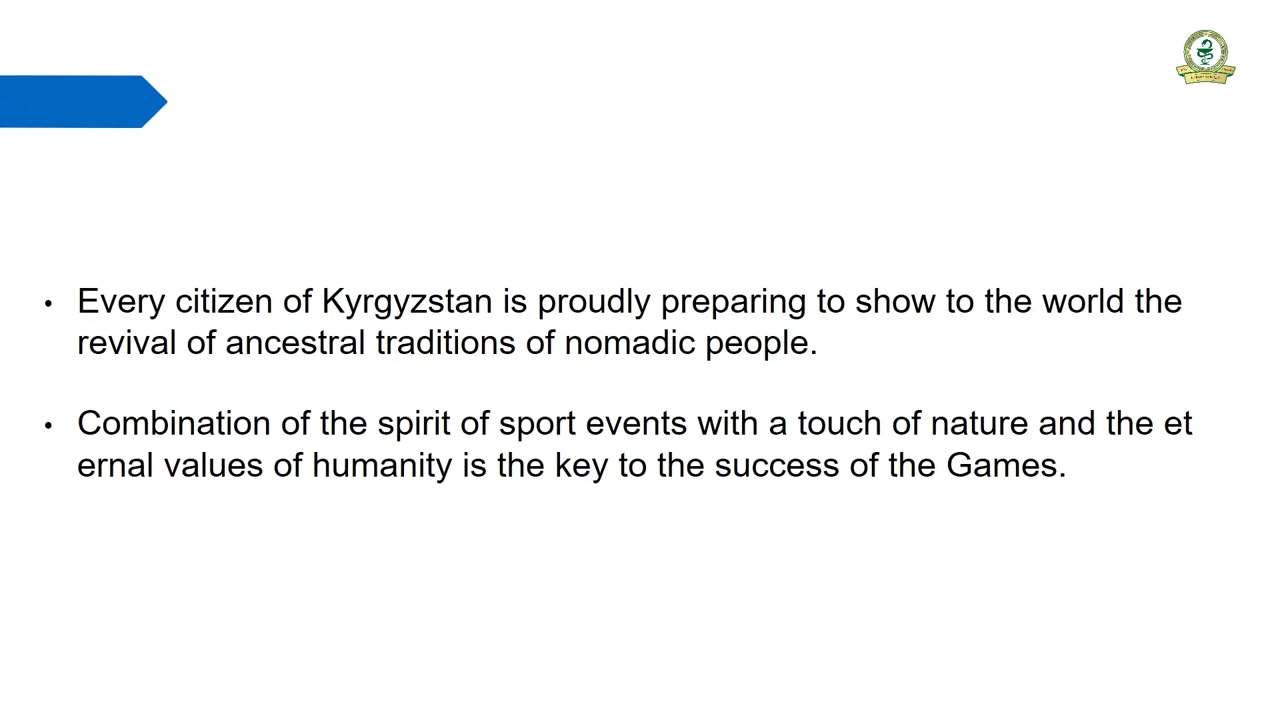 • Every citizen of Kyrgyzstan is proudly preparing to show to the world the
revival of ancestral traditions of nomadic people.
• Combination of the spirit of sport events with a touch of nature and the et
ernal values of humanity is the key to the success of the Games.